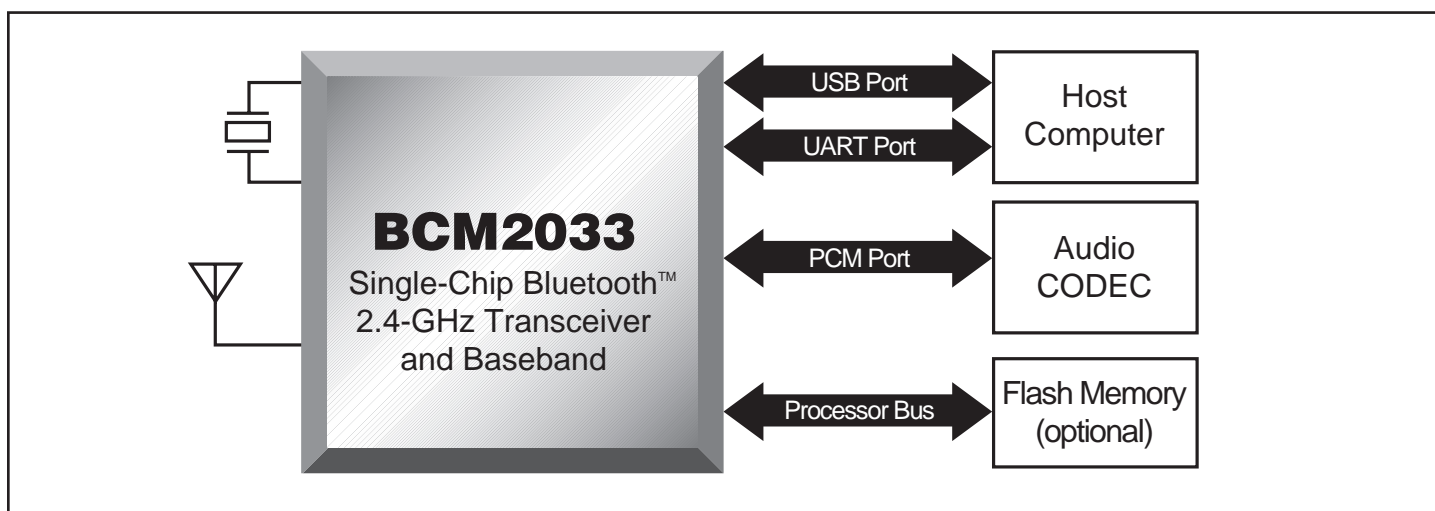 BCM2033
Single-Chip Bluetooth™
2.4-GHz Transceiver
and Baseband
USB Port
UART Port
PCM Port
Processor Bus
Host
Computer
Audio
CODEC
Flash Memory
(optional)